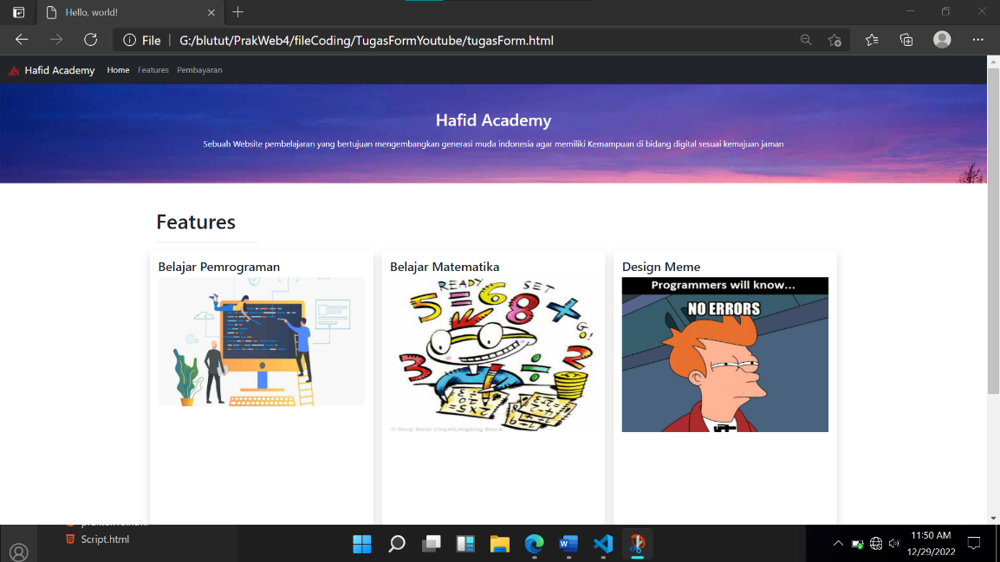 Hello, world!
File
G:/blutut/PrakWeb4/fileCoding/TugasFormYoutube/tugasForm.html
Hafid Academy Home Features Pembayaran
Hafid Academy
Sebuah Website pembelajaran yang bertujuan mengembangkan generasi muda indonesia agar memiliki Kemampuan di bidang digital sesuai kemajuan jaman
Features
Belajar Pemrograman
Belajar Matematika
READY SET
GO!
Design Meme
Programmers will know...
NO ERRORS
Script.html
11:50 AM
12/29/2022